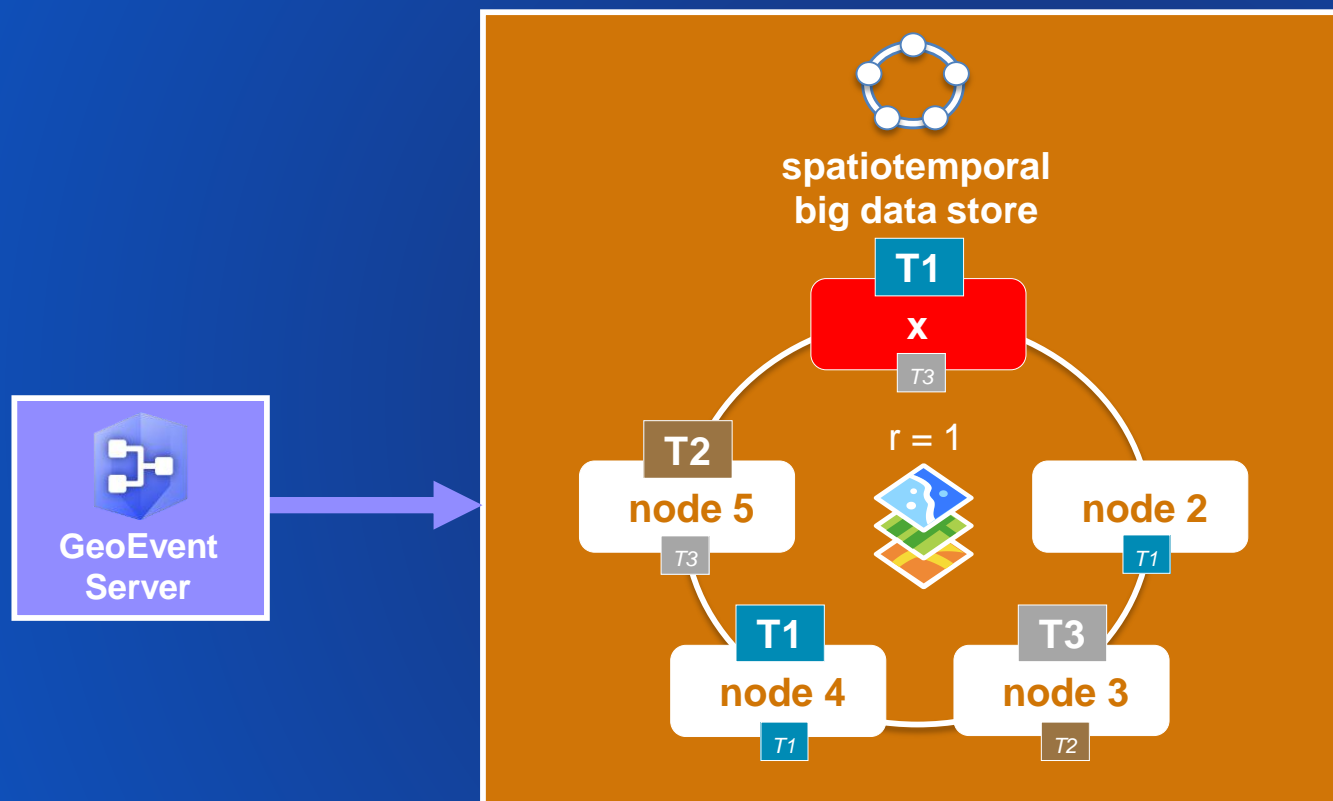 spatiotemporal
big data store
T1
x
T3
r = 1
T2
node 5
T3
node 2
T1
T1
node 4
T1
T3
node 3
T2
GeoEvent
Server